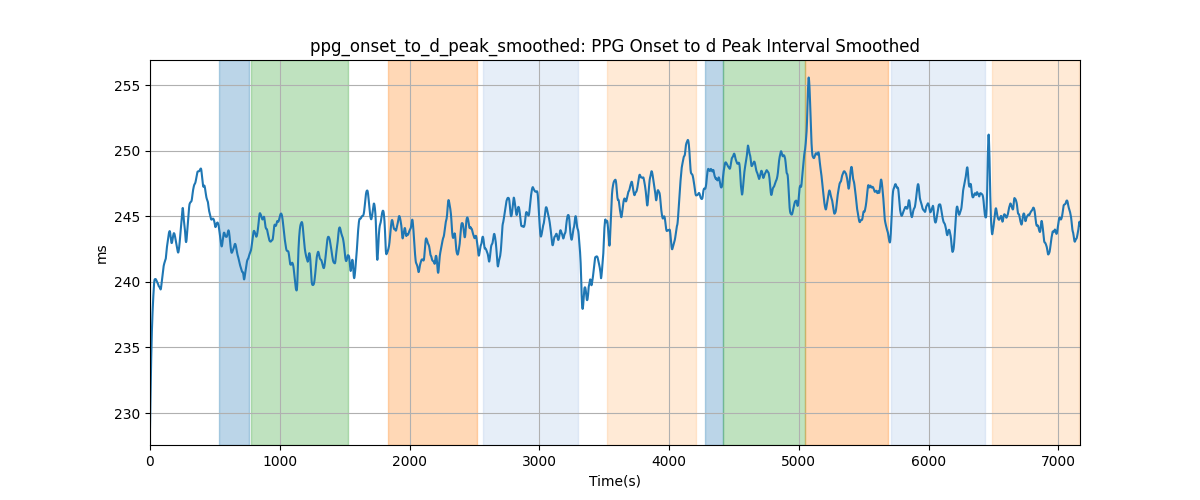 ppg_onset_to_d_peak_smoothed: PPG Onset to d Peak Interval Smoothed
255
250
245
240
235
230
ms
0 1000 2000 3000 4000 5000 6000 7000
Time(s)